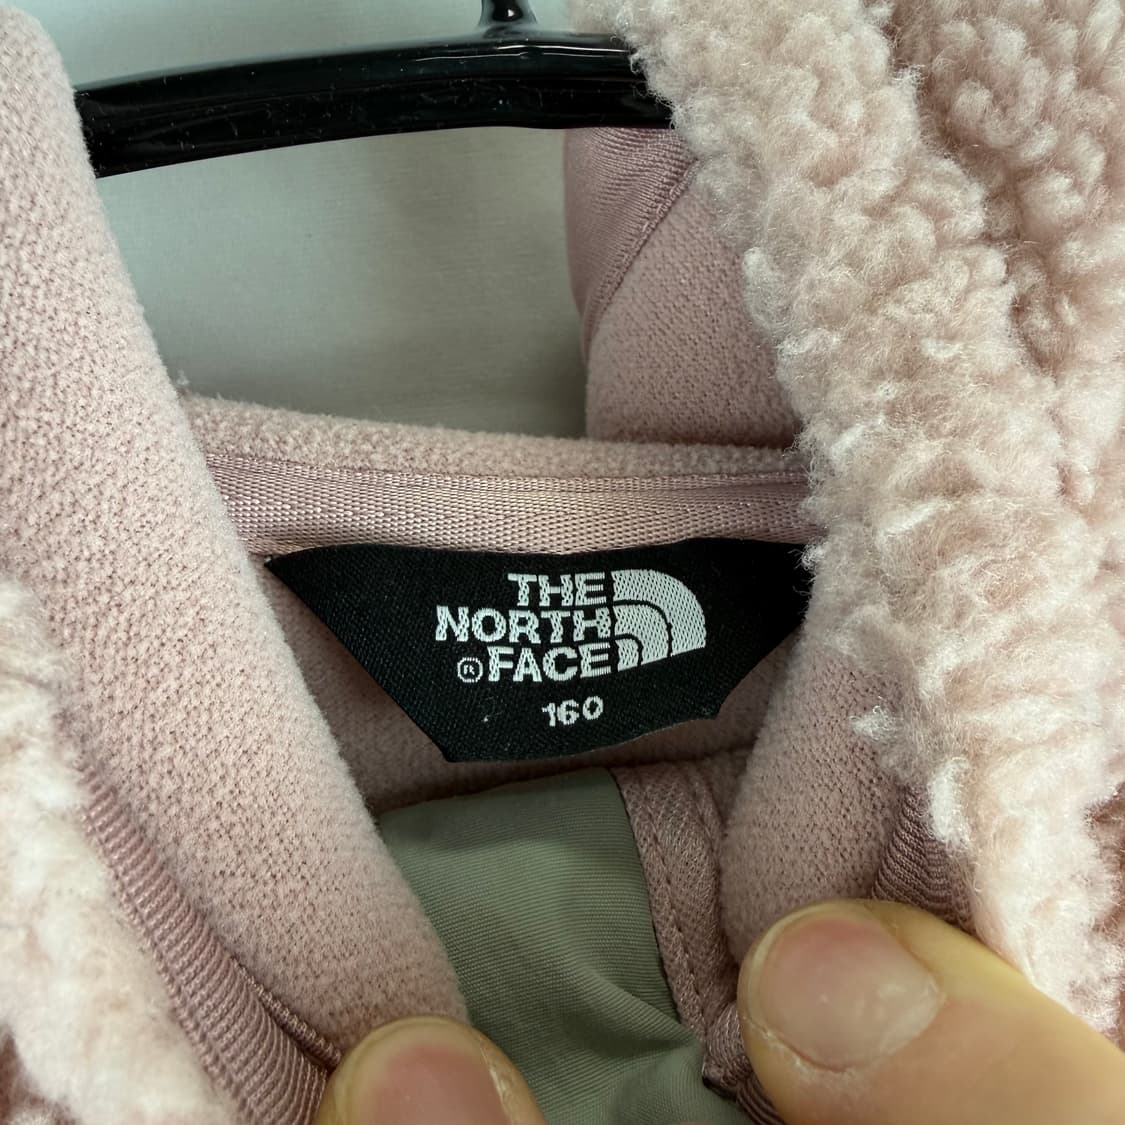 THE
NORTH
® FACE
160